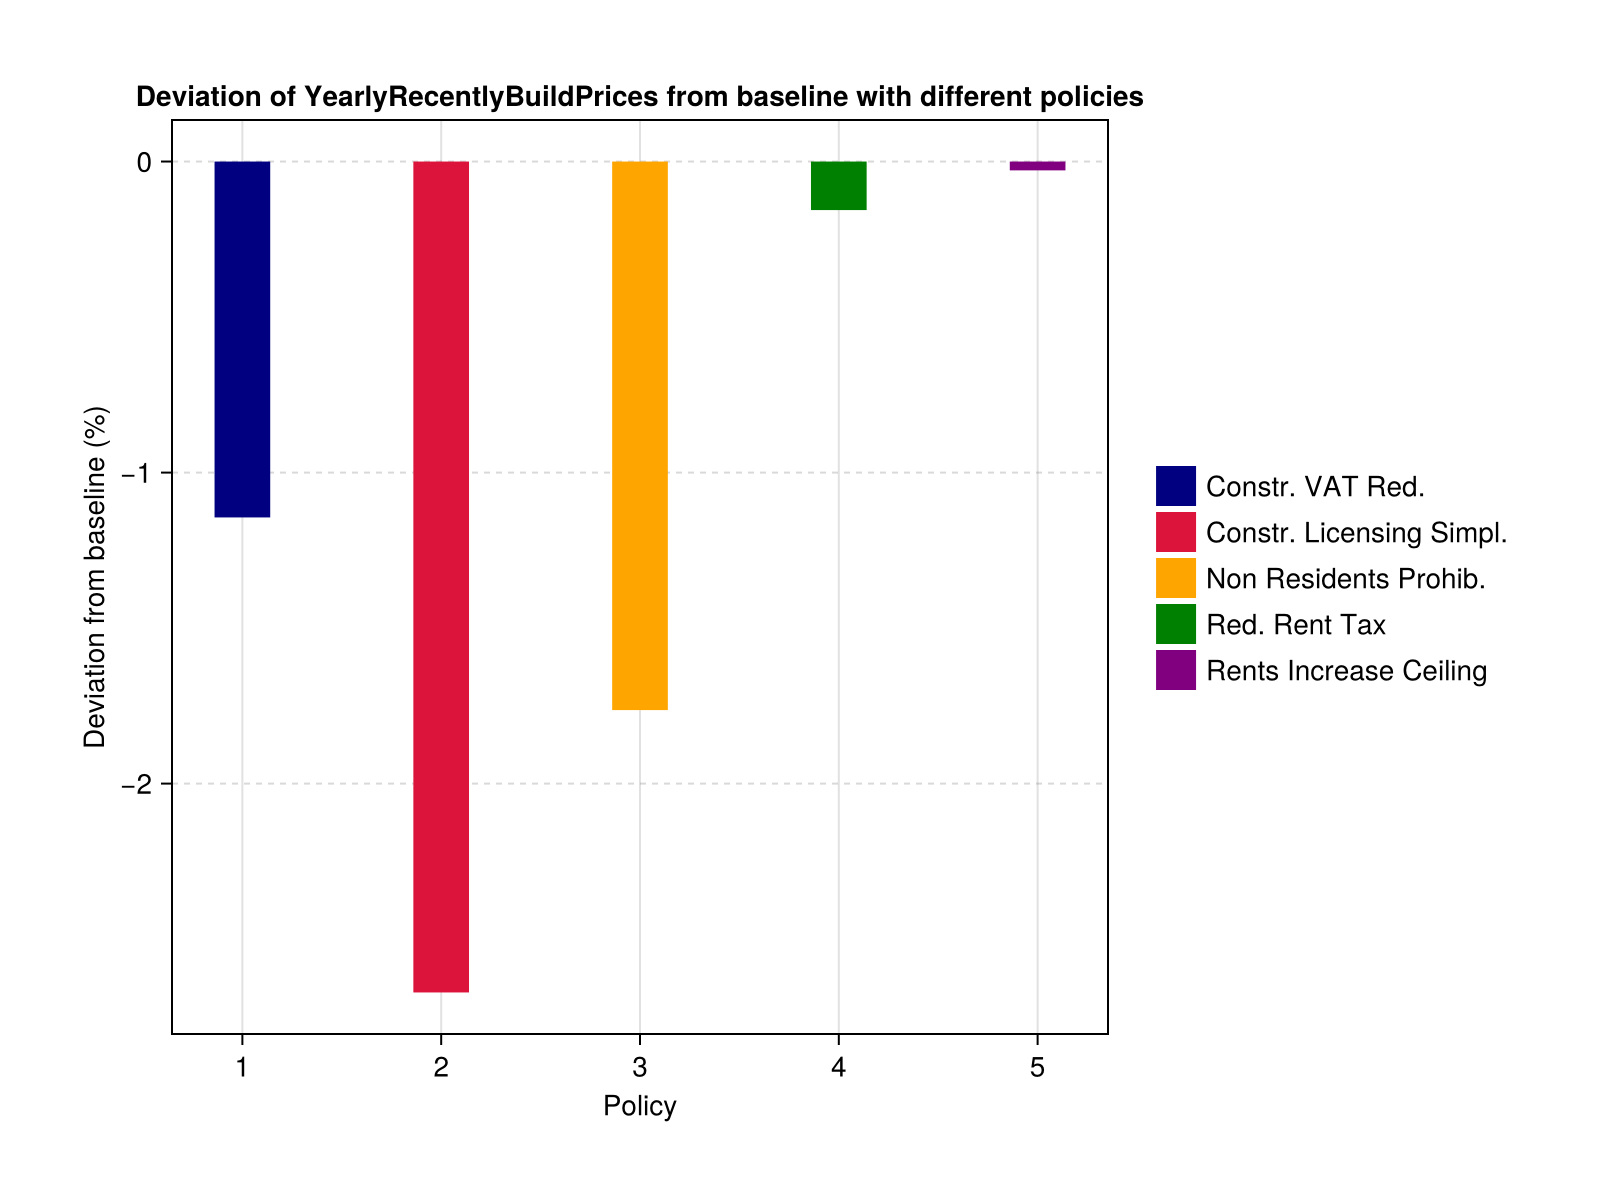 Deviation of YearlyRecentlyBuildPrices from baseline with different policies
Deviation from baseline (%)
0
−1
−2
1 2 3 4 5
Policy
Constr. VAT Red.
Constr. Licensing Simpl.
Non Residents Prohib.
Red. Rent Tax
Rents Increase Ceiling